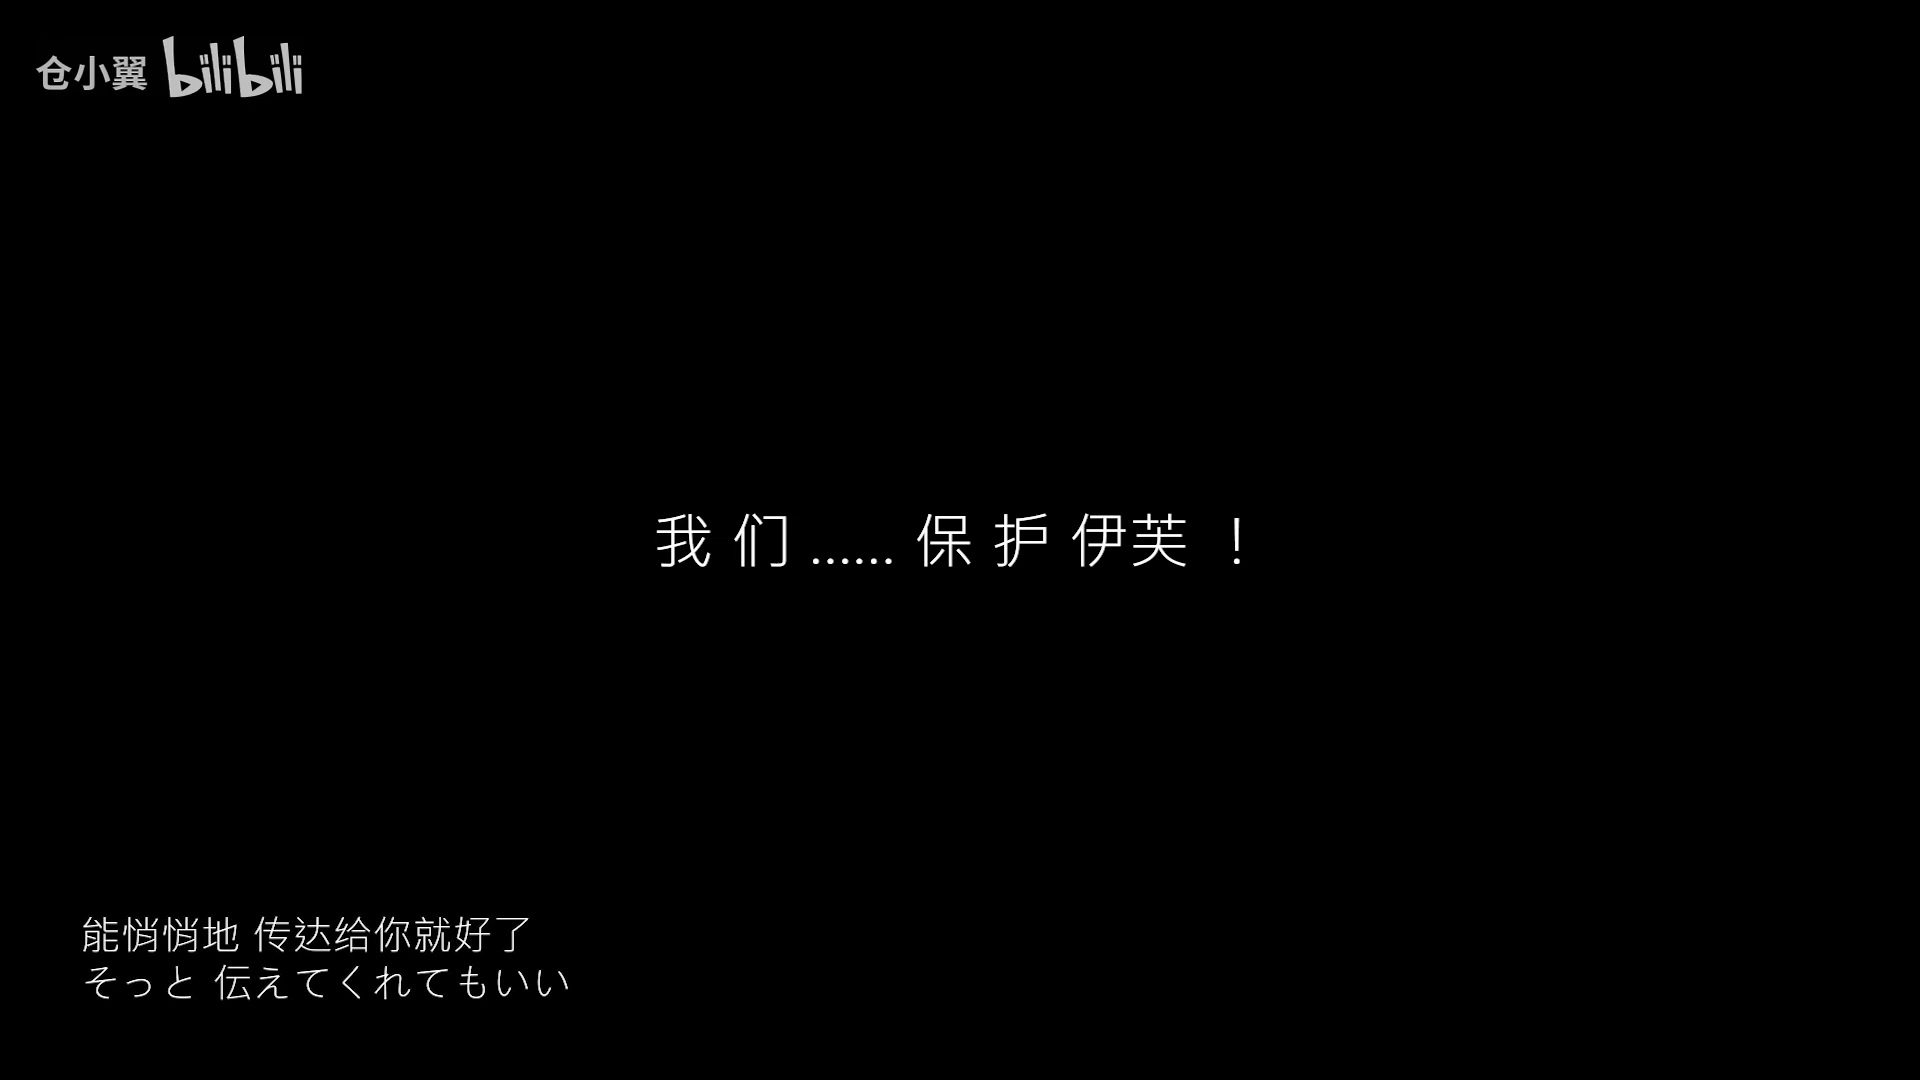 仓小翼 bilibili
我们......保护伊芙！
能悄悄地 传达给你就好了
そっと 伝えてくれてもいい